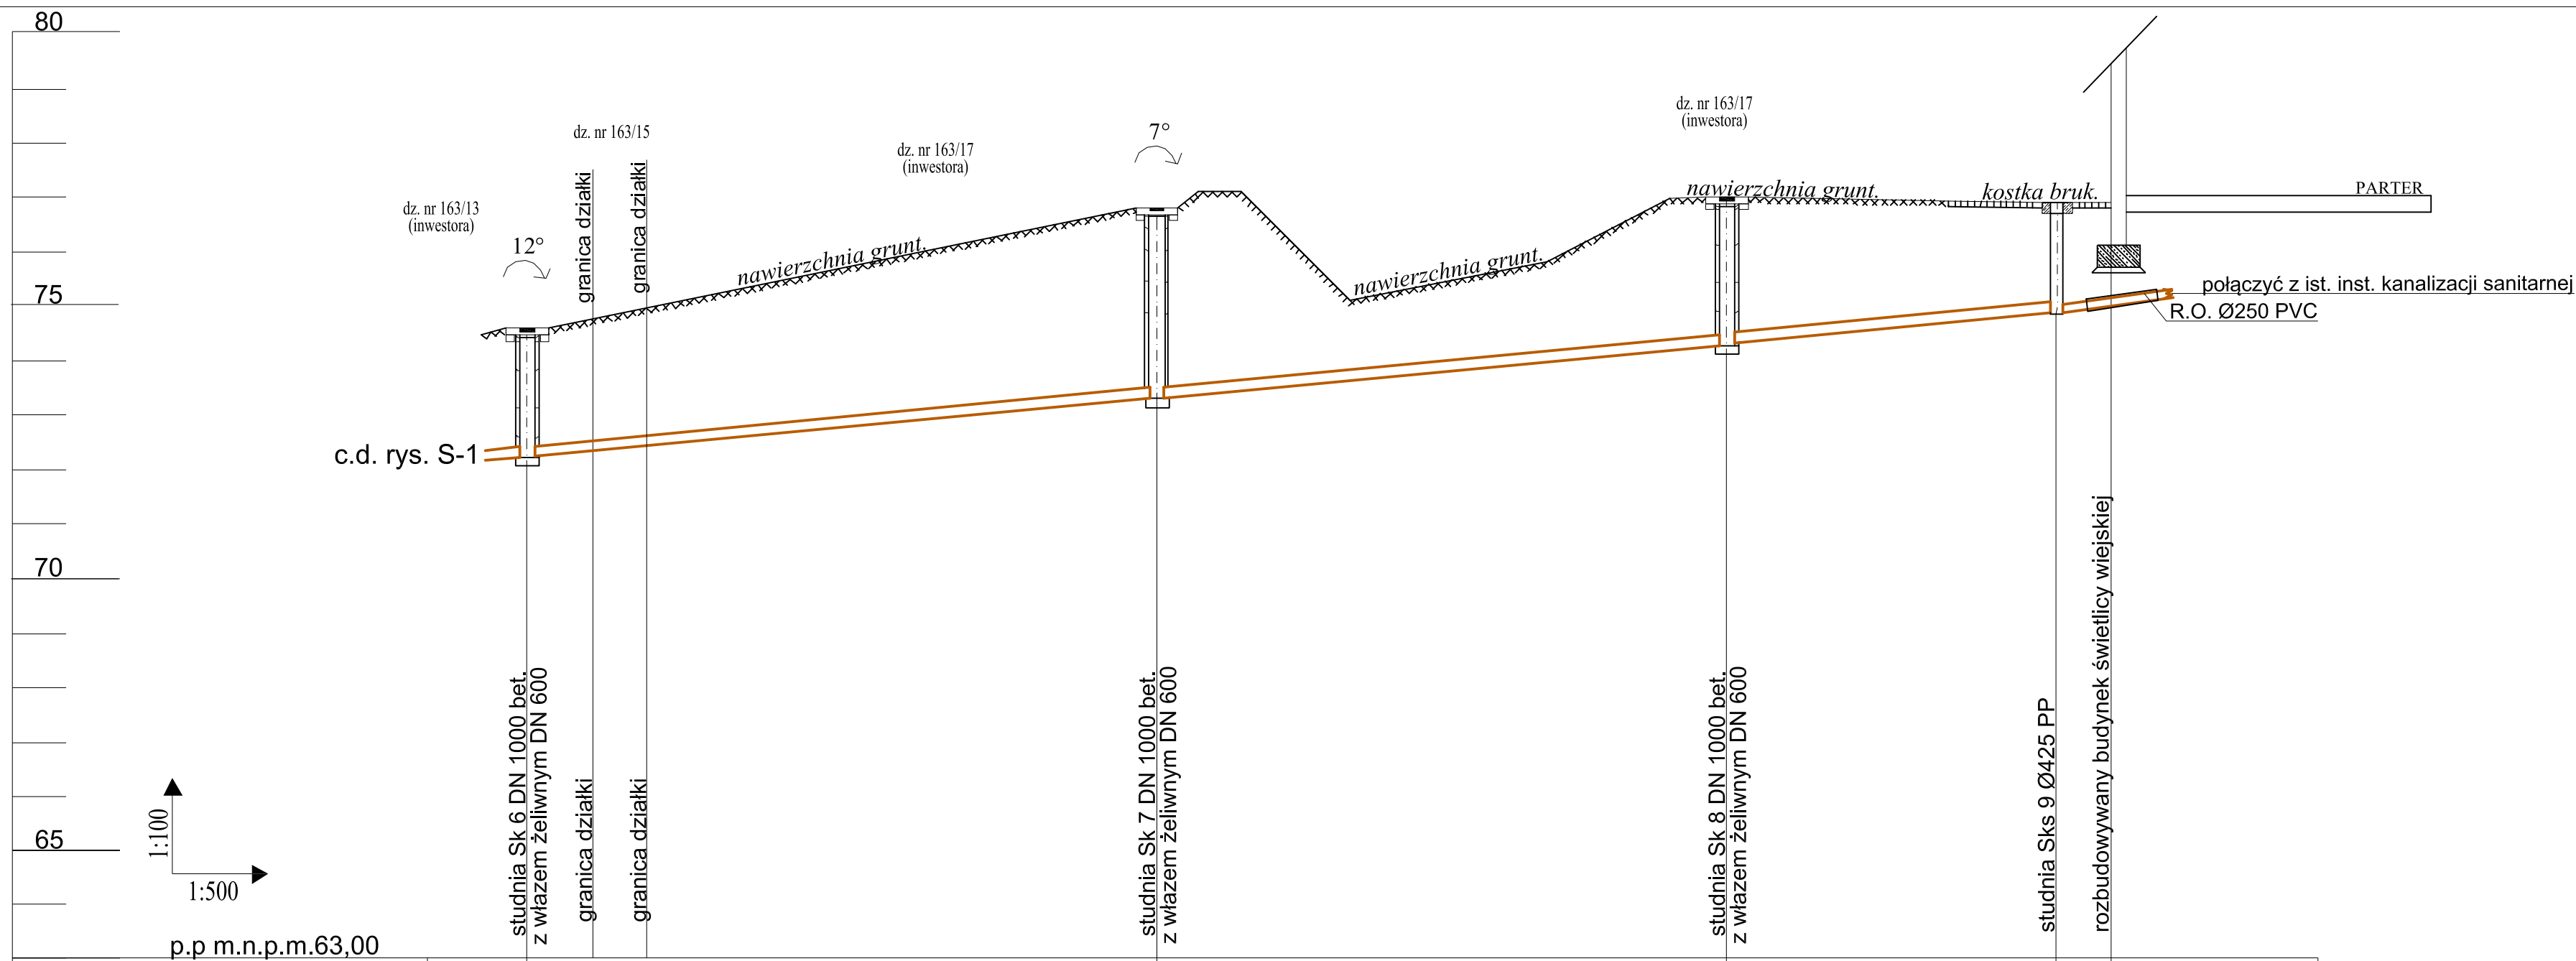 80
75
70
65
dz. nr 163/13
(inwestora)
12°
dz. nr 163/15
granica działki
granica działki
nawierzchnia grunt.
dz. nr 163/17
(inwestora)
7°
nawierzchnia grunt.
dz. nr 163/17
(inwestora)
nawierzchnia grunt.
kostka bruk.
PARTER
połączyć z ist. inst. kanalizacji sanitarnej
R.O. Ø250 PVC
c.d. rys. S-1
studnia Sk 6 DN 1000 bet.
z włazem żeliwnym DN 600
granica działki
granica działki
studnia Sk 7 DN 1000 bet.
z włazem żeliwnym DN 600
studnia Sk 8 DN 1000 bet.
z włazem żeliwnym DN 600
studnia Sks 9 Ø425 PP
rozbudowywany budynek świetlicy wiejskiej
1:100
1:500
p.p m.n.p.m.63,00